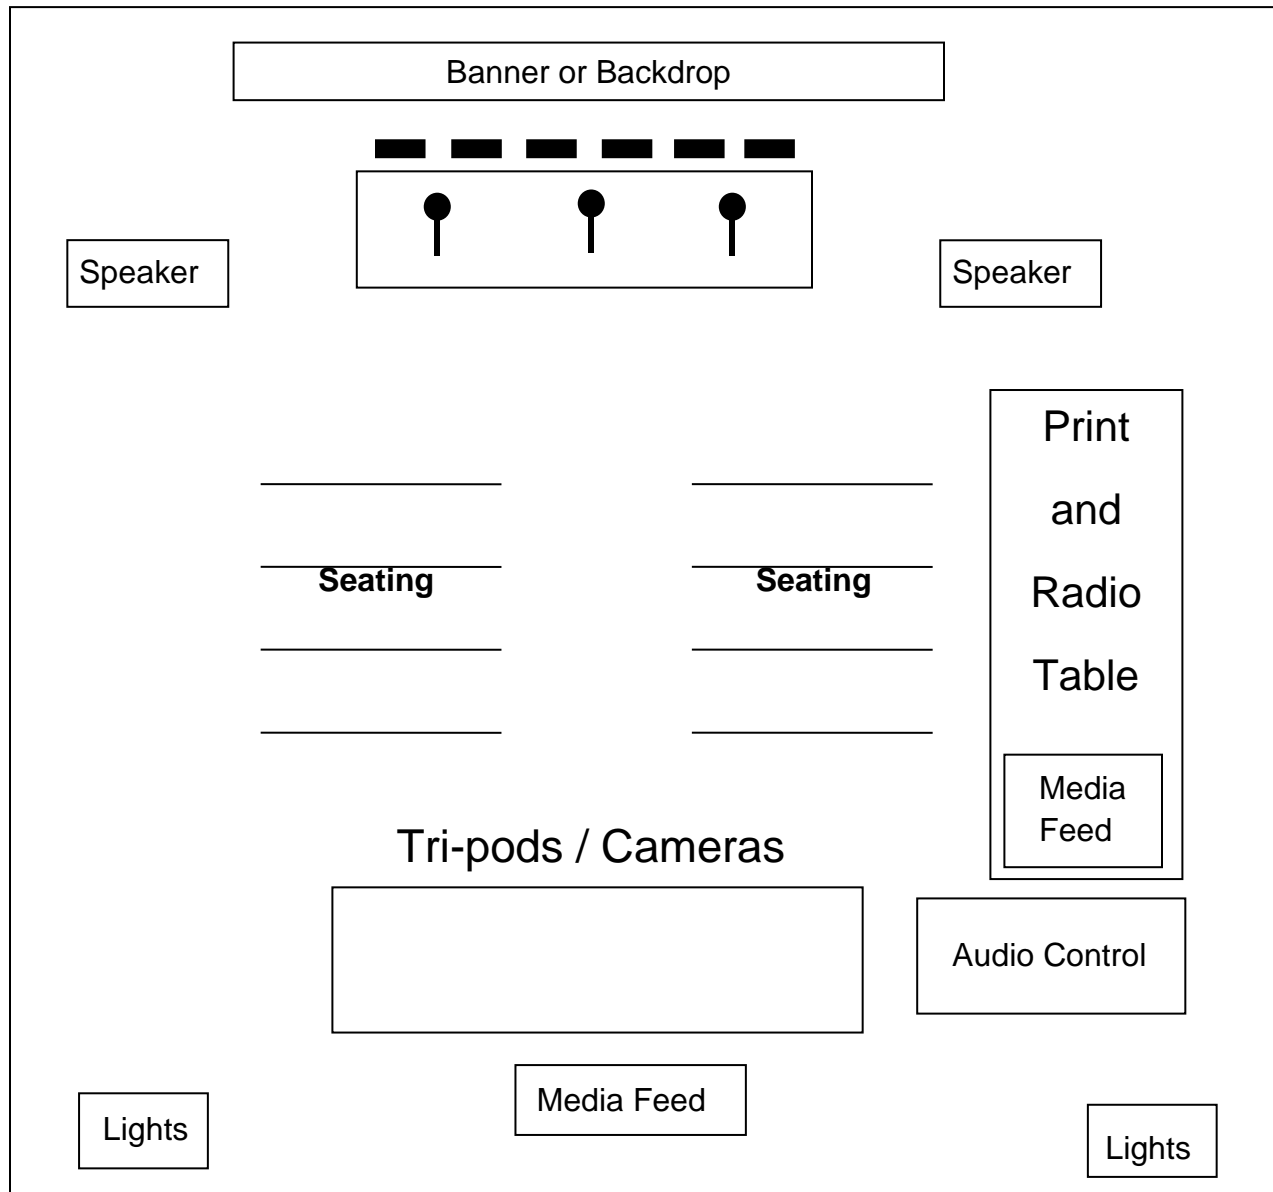 Banner or Backdrop
Speaker
Speaker
Print
and
Radio
Table
Seating
Seating
Media
Feed
Tri-pods / Cameras
Audio Control
Media Feed
Lights
Lights